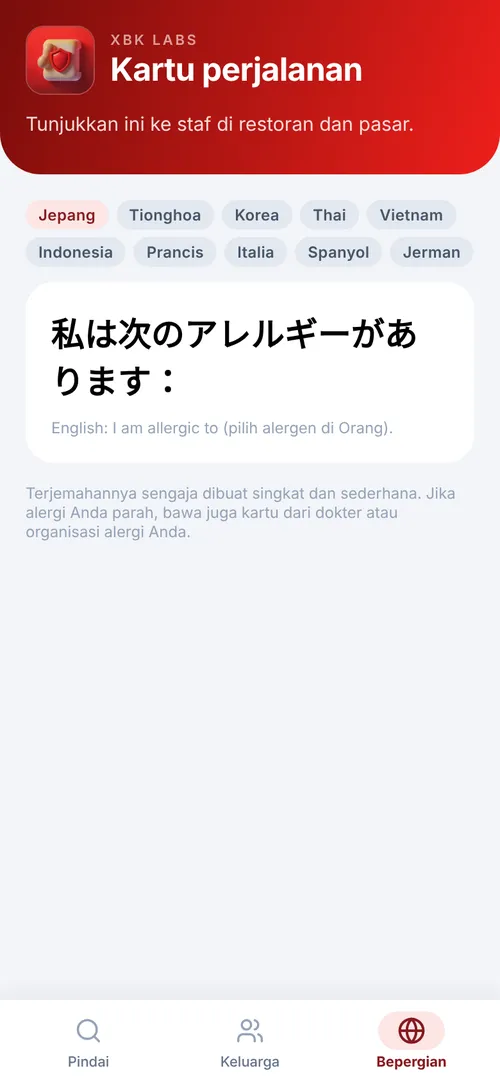 XBK LABS
Kartu perjalanan
Tunjukkan ini ke staf di restoran dan pasar.
Jepang
Tionghoa
Korea
Thai
Vietnam
Indonesia
Prancis
Italia
Spanyol
Jerman
私は次のアレルギーがあ
ります：
English: I am allergic to (pilih alergen di Orang).
Terjemahannya sengaja dibuat singkat dan sederhana. Jika
alergi Anda parah, bawa juga kartu dari dokter atau
organisasi alergi Anda.
Pindai
Keluarga
Bepergian